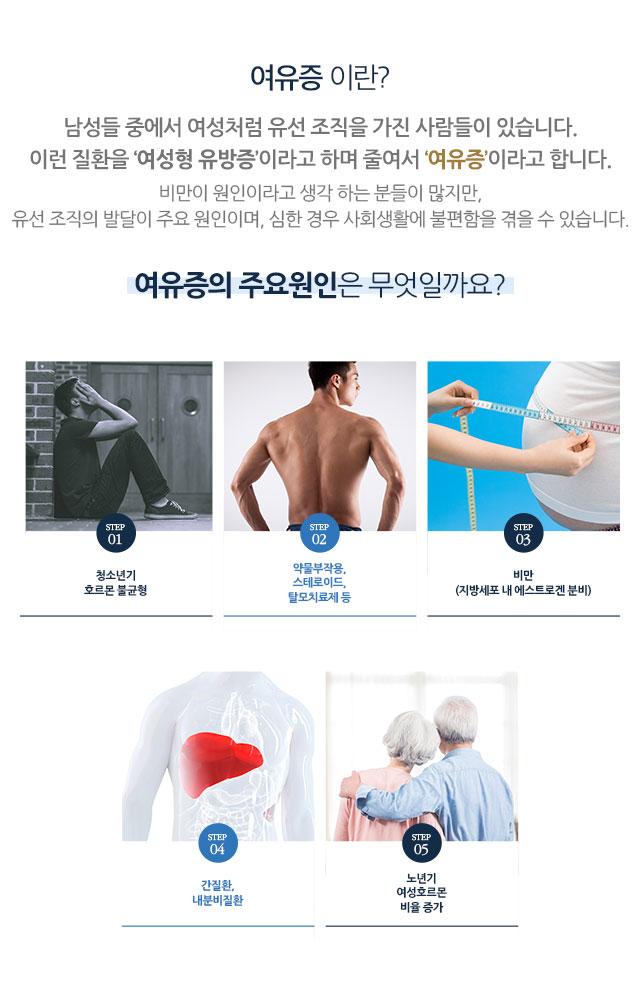 여유증 이란?
남성들 중에서 여성처럼 유선 조직을 가진 사람들이 있습니다.
이런 질환을 ‘여성형 유방증’이라고 하며 줄여서 ‘여유증’이라고 합니다.
비만이 원인이라고 생각 하는 분들이 많지만,
유선 조직의 발달이 주요 원인이며, 심한 경우 사회생활에 불편함을 겪을 수 있습니다.
여유증의 주요원인은 무엇일까요?
STEP
01
청소년기
호르몬 불균형
STEP
02
약물부작용,
스테로이드,
탈모치료제 등
STEP
03
비만
(지방세포 내 에스트로겐 분비)
STEP
04
간질환,
내분비질환
STEP
05
노년기
여성호르몬
비율 증가